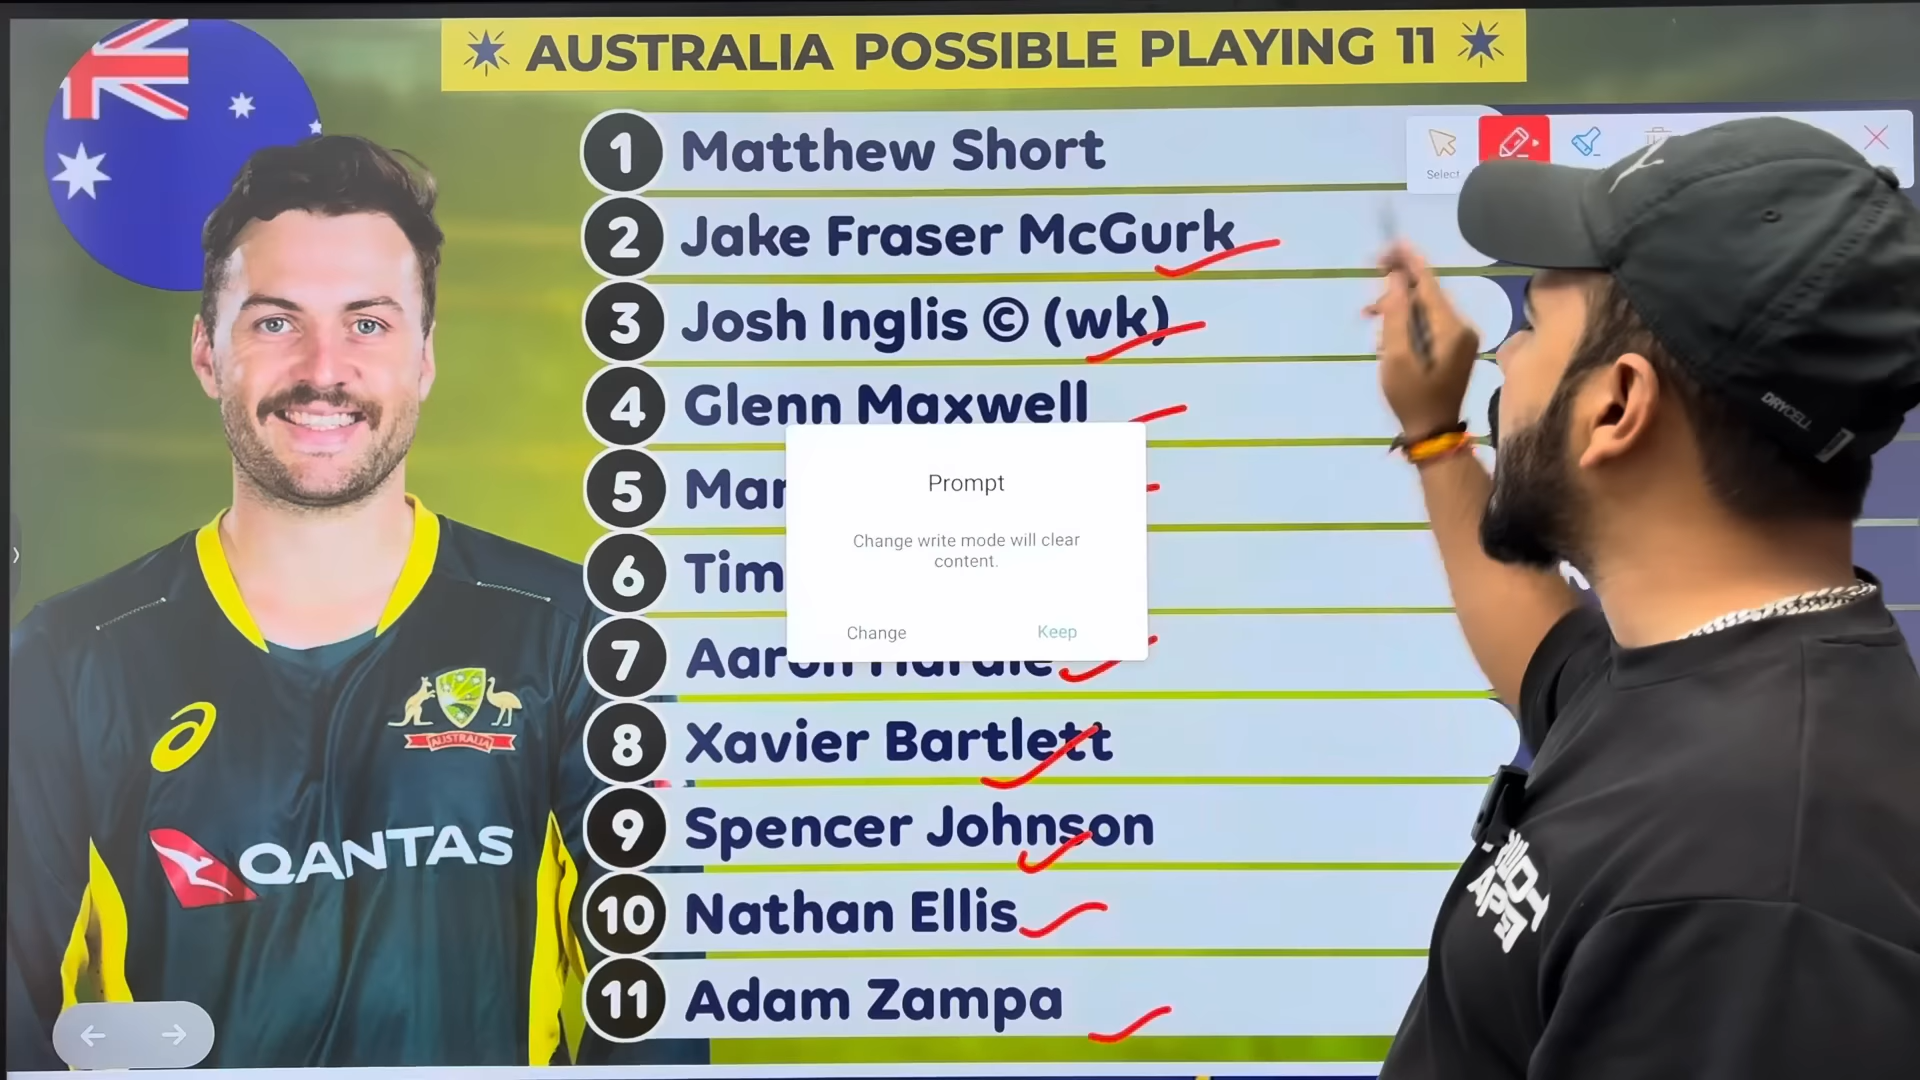 AUSTRALIA POSSIBLE PLAYING 11
1 Matthew Short
2 Jake Fraser McGurk
3 Josh Inglis © (wk)
4 Glenn Maxwell
5 Mar
6 Tim
7 Aaron Hardie
8 Xavier Bartlett
9 Spencer Johnson
10 Nathan Ellis
11 Adam Zampa
Select
Prompt
Change write mode will clear
content.
Change Keep
AUSTRALIA
QANTAS
DRYCELL